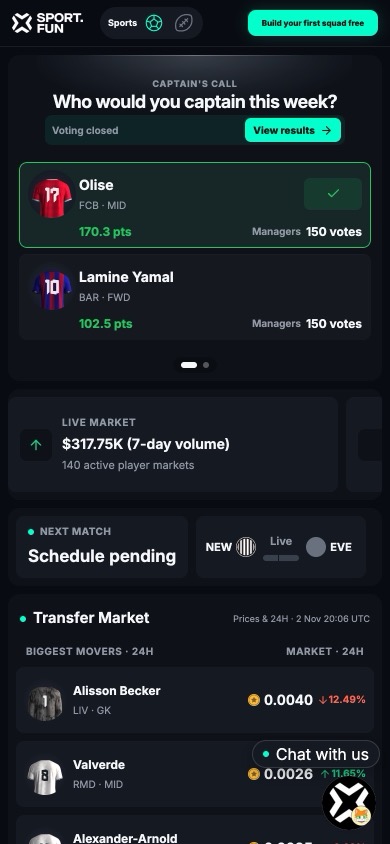 SPORT.
FUN
Sports
Build your first squad free
CAPTAIN'S CALL
Who would you captain this week?
Voting closed
View results →
17
Olise
FCB · MID
170.3 pts
Managers 150 votes
10
Lamine Yamal
BAR · FWD
102.5 pts
Managers 150 votes
LIVE MARKET
$317.75K (7-day volume)
140 active player markets
NEXT MATCH
Schedule pending
NEW
Live
EVE
Transfer Market
Prices & 24H · 2 Nov 20:06 UTC
BIGGEST MOVERS · 24H
MARKET · 24H
1
Alisson Becker
LIV · GK
0.0040 ↓12.49%
Chat with us
8
Valverde
RMD · MID
0.0026 ↑11.65%
Alexander-Arnold